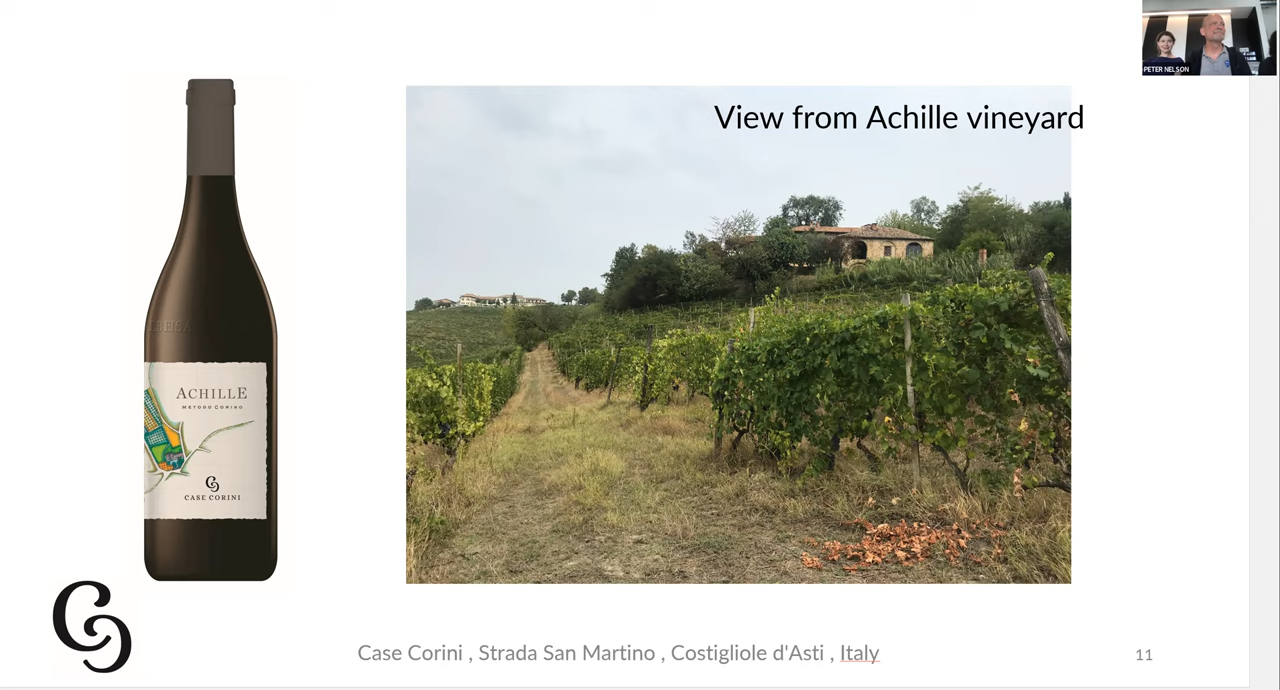 PETER NELSON
View from Achille vineyard
ALBEISA
ACHILLE
METODO CORINO
CASE CORINI
Case Corini , Strada San Martino , Costigliole d'Asti , Italy
11